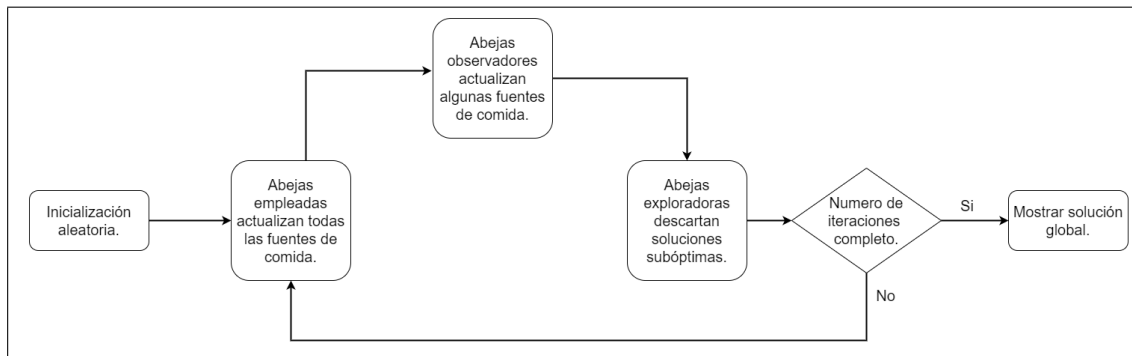 Inicialización
aleatoria.
Abejas
empleadas
actualizan todas
las fuentes de
comida.
Abejas
observadores
actualizan
algunas fuentes
de comida.
Abejas
exploradoras
descartan
soluciones
subóptimas.
Numero de
iteraciones
completo.
Si
No
Mostrar solución
global.